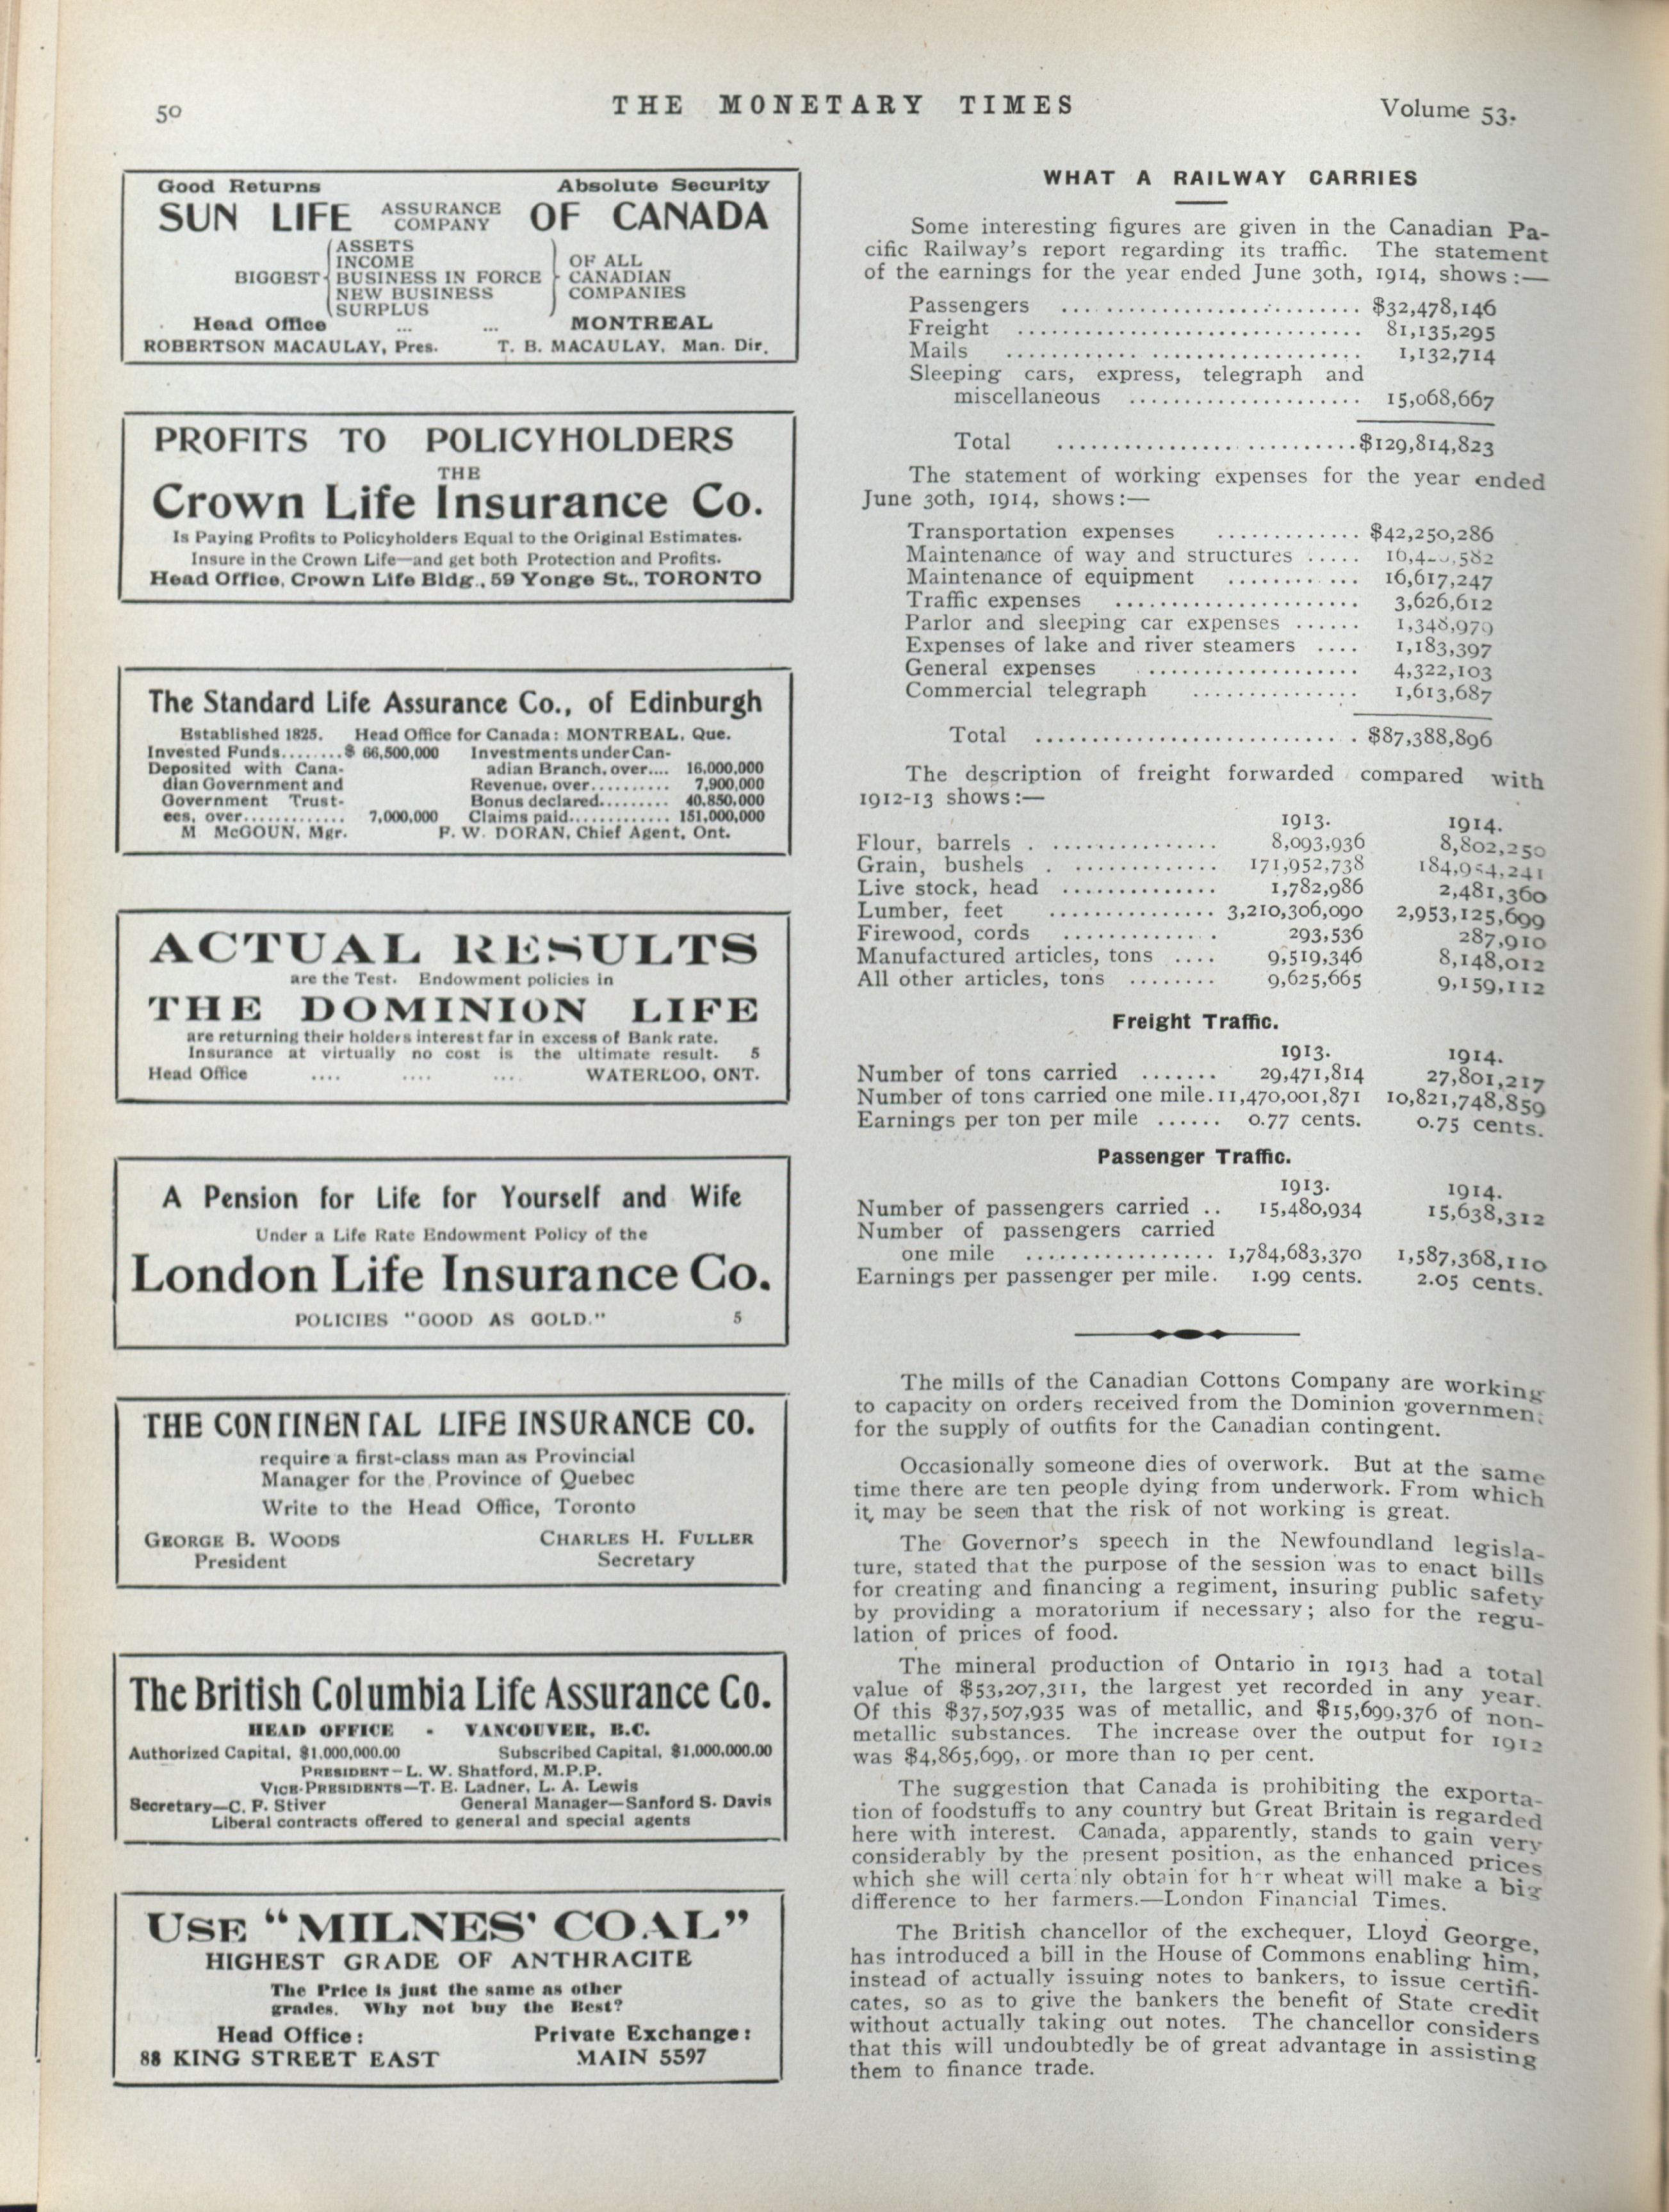 50
THE MONETARY TIMES
Volume 53.
Good Returns Absolute Security
SUN LIFE ASSURANCE COMPANY OF CANADA
BIGGEST
ASSETS
INCOME
BUSINESS IN FORCE
NEW BUSINESS
SURPLUS
OF ALL
CANADIAN
COMPANIES
Head Office ... ... MONTREAL
ROBERTSON MACAULAY, Pres. T. B. MACAULAY, Man. Dir.
PROFITS TO POLICYHOLDERS
THE
Crown Life Insurance Co.
Is Paying Profits to Policyholders Equal to the Original Estimates.
Insure in the Crown Life—and get both Protection and Profits.
Head Office, Crown Life Bldg., 59 Yonge St., TORONTO
The Standard Life Assurance Co., of Edinburgh
Established 1825. Head Office for Canada: MONTREAL, Que.
Invested Funds........$ 66,500,000
Deposited with Cana-
dian Government and
Government Trust-
ees, over............. 7,000,000
Investments under Can-
adian Branch, over.... 16,000,000
Revenue, over.......... 7,900,000
Bonus declared......... 40,850,000
Claims paid............. 151,000,000
M McGOUN, Mgr. F. W. DORAN, Chief Agent, Ont.
ACTUAL RESULTS
are the Test. Endowment policies in
THE DOMINION LIFE
are returning their holders interest far in excess of Bank rate.
Insurance at virtually no cost is the ultimate result. 5
Head Office .... .... .... WATERLOO, ONT.
A Pension for Life for Yourself and Wife
Under a Life Rate Endowment Policy of the
London Life Insurance Co.
POLICIES "GOOD AS GOLD." 5
THE CONTINENTAL LIFE INSURANCE CO.
require a first-class man as Provincial
Manager for the Province of Quebec
Write to the Head Office, Toronto
GEORGE B. WOODS CHARLES H. FULLER
President Secretary
The British Columbia Life Assurance Co.
HEAD OFFICE - VANCOUVER, B.C.
Authorized Capital, $1,000,000.00 Subscribed Capital, $1,000,000.00
PRESIDENT—L. W. Shatford, M.P.P.
VICE-PRESIDENTS—T. E. Ladner, L. A. Lewis
Secretary—C. F. Stiver General Manager—Sanford S. Davis
Liberal contracts offered to general and special agents
USE "MILNES' COAL"
HIGHEST GRADE OF ANTHRACITE
The Price is just the same as other
grades. Why not buy the Best?
Head Office: Private Exchange:
88 KING STREET EAST MAIN 5597
WHAT A RAILWAY CARRIES
Some interesting figures are given in the Canadian Pa-
cific Railway's report regarding its traffic. The statement
of the earnings for the year ended June 30th, 1914, shows:—
Passengers .............................. $32,478,146
Freight .............................. 81,135,295
Mails .............................. 1,132,714
Sleeping cars, express, telegraph and
miscellaneous .................... 15,068,667
Total ..........................$129,814,823
The statement of working expenses for the year ended
June 30th, 1914, shows:—
Transportation expenses ............. $42,250,286
Maintenance of way and structures .....
Maintenance of equipment ............ 16,617,247
Traffic expenses ...................... 3,626,612
Parlor and sleeping car expenses ...... 1,348,979
Expenses of lake and river steamers .... 1,183,397
General expenses ................... 4,322,103
Commercial telegraph ............... 1,613,687
Total ............................ $87,388,896
The description of freight forwarded compared with
1912-13 shows:—
1913. 1914.
Flour, barrels ................ 8,093,936 8,802,250
Grain, bushels .............. 171,952,738 184,954,241
Live stock, head .............. 1,782,986 2,481,360
Lumber, feet ............... 3,210,306,090 2,953,125,699
Firewood, cords .............. 293,536 287,910
Manufactured articles, tons .... 9,519,346 8,148,012
All other articles, tons ........ 9,625,665 9,159,112
Freight Traffic.
1913. 1914.
Number of tons carried ....... 29,471,814 27,801,217
Number of tons carried one mile.11,470,001,871 10,821,748,859
Earnings per ton per mile ...... 0.77 cents. 0.75 cents.
Passenger Traffic.
1913. 1914.
Number of passengers carried .. 15,480,934 15,638,312
Number of passengers carried
one mile ................. 1,784,683,370 1,587,368,110
Earnings per passenger per mile. 1.99 cents. 2.05 cents.
The mills of the Canadian Cottons Company are working
to capacity on orders received from the Dominion government
for the supply of outfits for the Canadian contingent.
Occasionally someone dies of overwork. But at the same
time there are ten people dying from underwork. From which
it may be seen that the risk of not working is great.
The Governor's speech in the Newfoundland legisla-
ture, stated that the purpose of the session was to enact bills
for creating and financing a regiment, insuring public safety
by providing a moratorium if necessary; also for the regu-
lation of prices of food.
The mineral production of Ontario in 1913 had a total
value of $53,207,311, the largest yet recorded in any year.
Of this $37,507,935 was of metallic, and $15,699,376 of non-
metallic substances. The increase over the output for 1912
was $4,865,699, or more than 10 per cent.
The suggestion that Canada is prohibiting the exporta-
tion of foodstuffs to any country but Great Britain is regarded
here with interest. Canada, apparently, stands to gain very
considerably by the present position, as the enhanced prices
which she will certainly obtain for her wheat will make a big
difference to her farmers.—London Financial Times.
The British chancellor of the exchequer, Lloyd George,
has introduced a bill in the House of Commons enabling him,
instead of actually issuing notes to bankers, to issue certifi-
cates, so as to give the bankers the benefit of State credit
without actually taking out notes. The chancellor considers
that this will undoubtedly be of great advantage in assisting
them to finance trade.